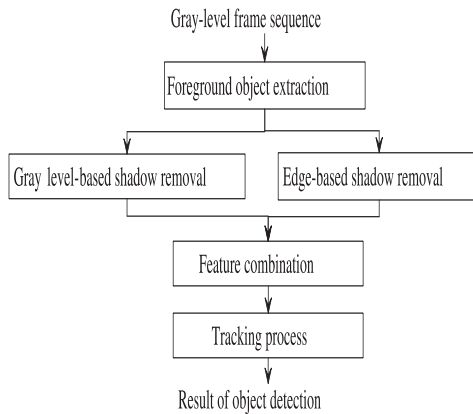 Gray-level frame sequence
Foreground object extraction
Gray level-based shadow removal
Edge-based shadow removal
Feature combination
Tracking process
Result of object detection